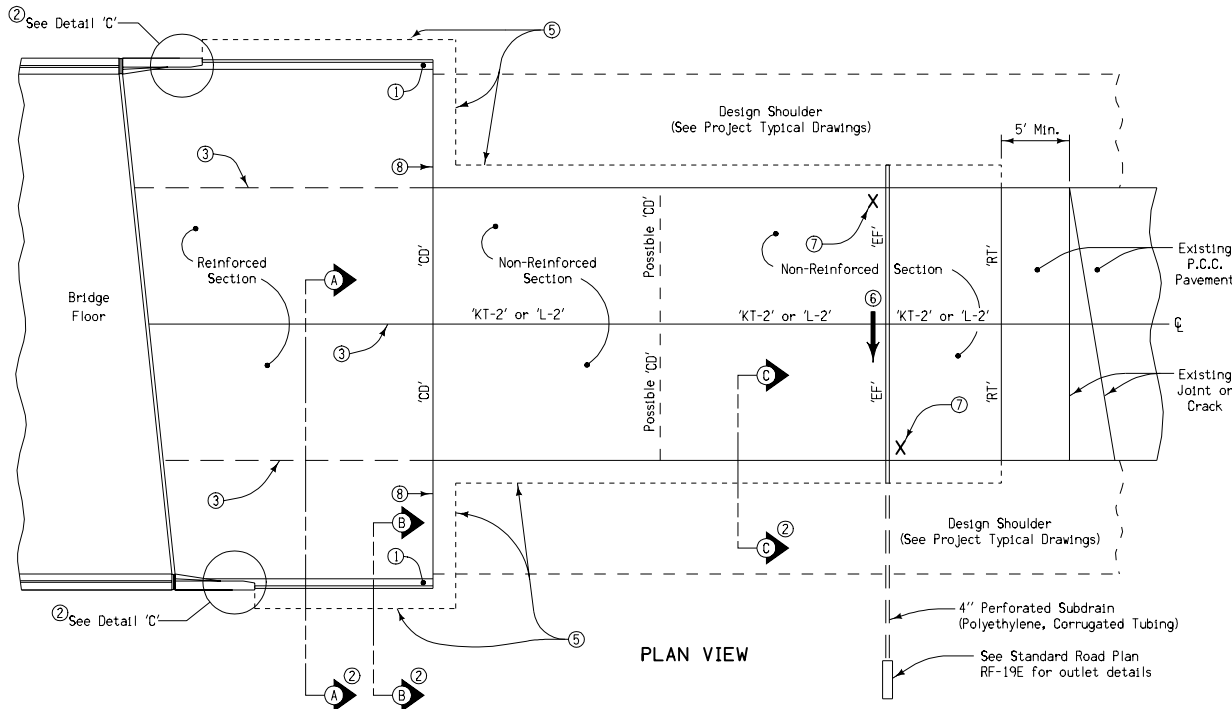 ② See Detail 'C'
⑤
①
Design Shoulder
(See Project Typical Drawings)
5' Min.
③
⑧
'CD'
Possible 'CD'
⑦
'EF'
'RT'
Reinforced
Section
Non-Reinforced
Section
Non-Reinforced Section
Existing
P.C.C.
Pavement
A
Bridge
Floor
⑥
'KT-2' or 'L-2'
'KT-2' or 'L-2'
'KT-2' or 'L-2'
℄
③
C
'CD'
Possible 'CD'
'EF'
'RT'
Existing
Joint or
Crack
⑦
③
⑧
B
C ②
Design Shoulder
(See Project Typical Drawings)
①
② See Detail 'C'
⑤
4" Perforated Subdrain
(Polyethylene, Corrugated Tubing)
PLAN VIEW
See Standard Road Plan
RF-19E for outlet details
A ②
B ②